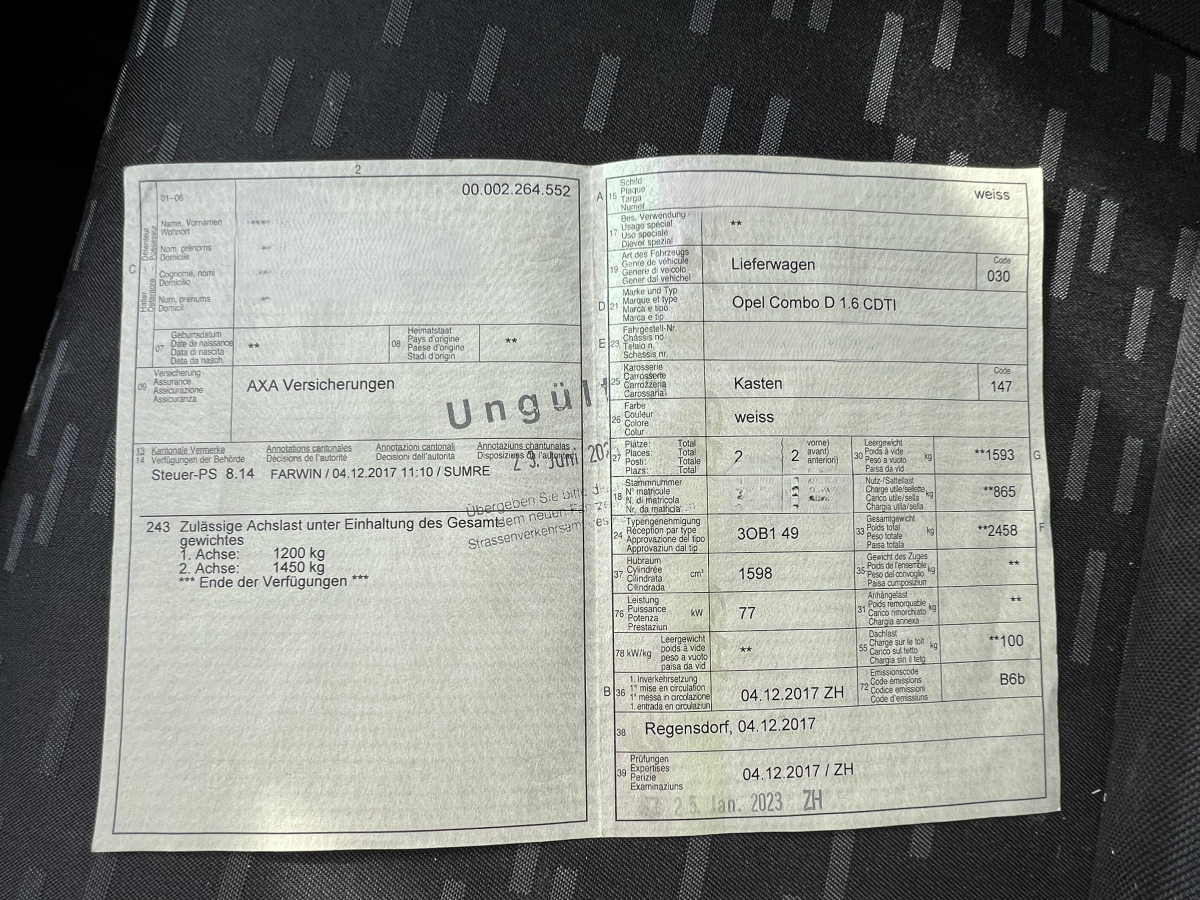 2
01-06
00.002.264.552
C
Name, Vornamen
Wohnort
Nom, prénoms
Domicile
Cognome, nomi
Domicilio
Num, prenums
Domicil
07
Geburtsdatum
Date de naissance
Data di nascita
Data da nasch.
**
08
Heimatstaat
Pays d'origine
Paese d'origine
Stadi d'origin
**
09
Versicherung
Assurance
Assicurazione
Assicuranza
AXA Versicherungen
Ungül
13 Kantonale Vermerke Annotations cantonales Annotazioni cantonali Annotaziuns chantunalas
14 Verfügungen der Behörde Décisions de l'autorité Decisioni dell'autorità Disposiziuns da l'autoritad
Steuer-PS 8.14 FARWIN / 04.12.2017 11:10 / SUMRE
Übergeben Sie bitte
dem neuen
Strassenverkehrsam
243 Zulässige Achslast unter Einhaltung des Gesamt
gewichtes
1. Achse: 1200 kg
2. Achse: 1450 kg
*** Ende der Verfügungen ***
A 15
Schild
Plaque
Targa
Numer
weiss
17
Bes. Verwendung
Usage spécial
Uso speciale
Diever spezial
**
19
Art des Fahrzeugs
Genre de véhicule
Genere di veicolo
Gener dal vehichel
Lieferwagen
Code
030
D 21
Marke und Typ
Marque et type
Marca e tipo
Marca e tip
Opel Combo D 1.6 CDTI
E 23
Fahrgestell-Nr.
Châssis no
Telaio n.
Schassis nr.
25
Karosserie
Carrosserie
Carrozzeria
Carossaria
Kasten
Code
147
26
Farbe
Couleur
Colore
Colur
weiss
27
Plätze: Total
Places: Total
Posti: Totale
Plazs: Total
2
2
vorne)
avant)
anteriori)
30
Leergewicht
Poids à vide
Peso a vuoto
Paisa da vid
kg
**1593
G
18
Stammnummer
N° matricule
N. di matricola
Nr. da matricla
Nutz-/Sattellast
Charge utile/sellette
Carico utile/sella
Chargia utila/sella
kg
**865
24
Typengenehmigung
Réception par type
Approvazione del tipo
Approvaziun dal tip
3OB1 49
33
Gesamtgewicht
Poids total
Peso totale
Paisa totala
kg
**2458
F
37
Hubraum
Cylindrée
Cilindrata
Cilindrada
cm³
1598
35
Gewicht des Zuges
Poids de l'ensemble
Peso del convoglio
Paisa cumposiziun
kg
**
76
Leistung
Puissance
Potenza
Prestaziun
kW
77
31
Anhängelast
Poids remorquable
Carico rimorchiato
Chargia annexa
kg
**
78 kW/kg
Leergewicht
poids à vide
peso a vuoto
paisa da vid
**
55
Dachlast
Charge sur le toit
Carico sul tetto
Chargia sin il tetg
kg
**100
B 36
1. Inverkehrsetzung
1re mise en circulation
1a messa in circolazione
1. entrada en circulaziun
04.12.2017 ZH
72
Emissionscode
Code émissions
Codice emissioni
Code d'emissiuns
B6b
38
Regensdorf, 04.12.2017
39
Prüfungen
Expertises
Perizie
Examinaziuns
04.12.2017 / ZH
25. Jan. 2023 ZH